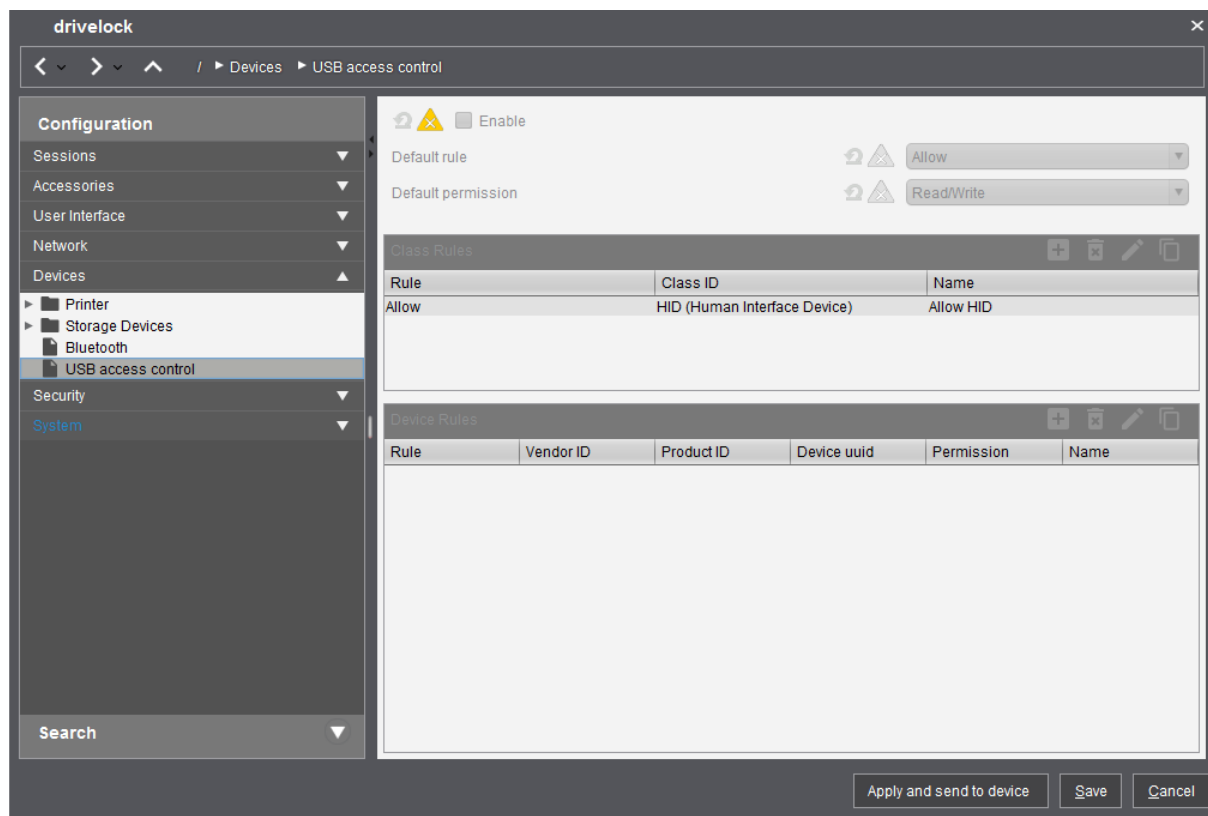 drivelock
/ Devices USB access control
Configuration
Sessions
Accessories
User Interface
Network
Devices
Printer
Storage Devices
Bluetooth
USB access control
Security
System
Search
Enable
Default rule Allow
Default permission Read/Write
Class Rules
Rule Class ID Name
Allow HID (Human Interface Device) Allow HID
Device Rules
Rule Vendor ID Product ID Device uuid Permission Name
Apply and send to device Save Cancel